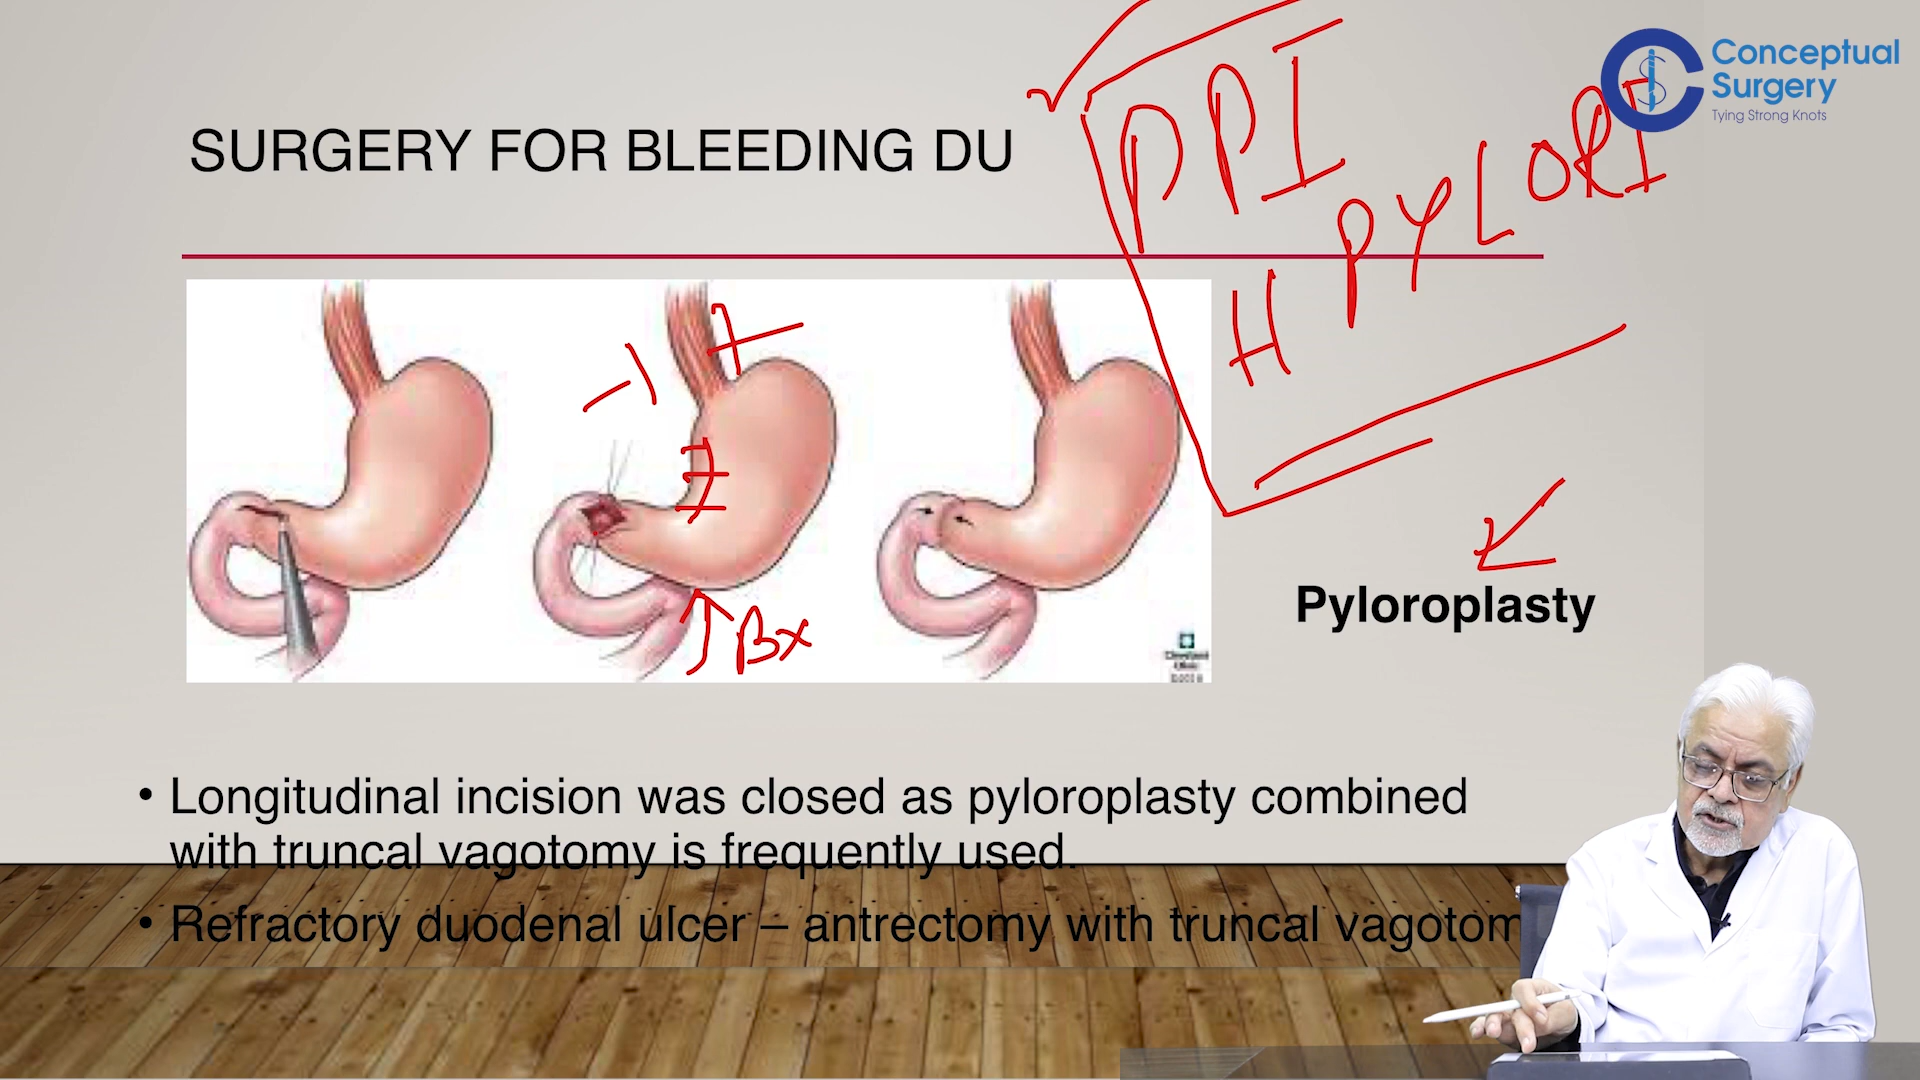 Conceptual
Surgery
Tying Strong Knots
SURGERY FOR BLEEDING DU
PPI
H PYLORI
Bx
Pyloroplasty
• Longitudinal incision was closed as pyloroplasty combined
with truncal vagotomy is frequently used.
• Refractory duodenal ulcer – antrectomy with truncal vagotom